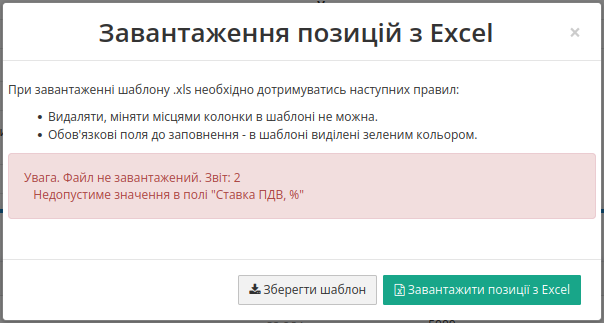 Завантаження позицій з Excel
×
При завантаженні шаблону .xls необхідно дотримуватись наступних правил:
• Видаляти, міняти місцями колонки в шаблоні не можна.
• Обов'язкові поля до заповнення - в шаблоні виділені зеленим кольором.
Увага. Файл не завантажений. Звіт: 2
Недопустиме значення в полі "Ставка ПДВ, %"
Зберегти шаблон
Завантажити позиції з Excel